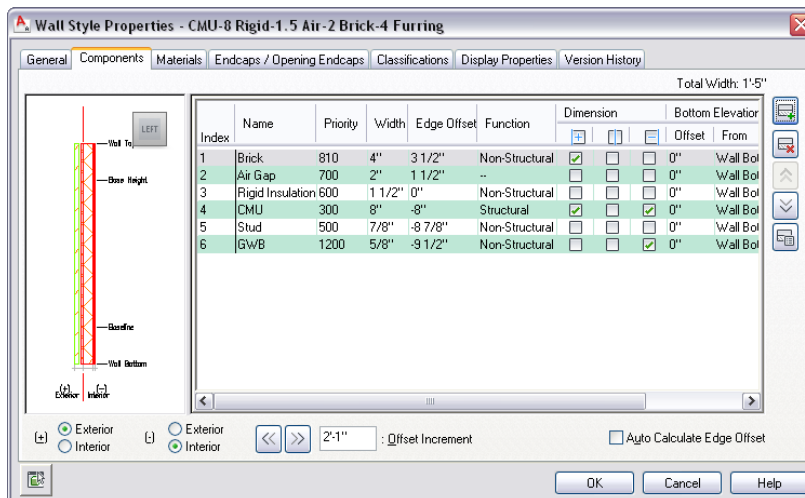 Wall Style Properties - CMU-8 Rigid-1.5 Air-2 Brick-4 Furring
General Components Materials Endcaps / Opening Endcaps Classifications Display Properties Version History
Total Width: 1'-5"
Index Name Priority Width Edge Offset Function Dimension Bottom Elevation
Offset From
1 Brick 810 4" 3 1/2" Non-Structural 0" Wall Bot
2 Air Gap 700 2" 1 1/2" -- 0" Wall Bot
3 Rigid Insulation 600 1 1/2" 0" Non-Structural 0" Wall Bot
4 CMU 300 8" -8" Structural 0" Wall Bot
5 Stud 500 7/8" -8 7/8" Non-Structural 0" Wall Bot
6 GWB 1200 5/8" -9 1/2" Non-Structural 0" Wall Bot
LEFT
Wall To
Base Height
Baseline
Wall Bottom
(+) (-)
Exterior Interior
(+) Exterior Interior
(-) Exterior Interior
2'-1" : Offset Increment
Auto Calculate Edge Offset
OK Cancel Help